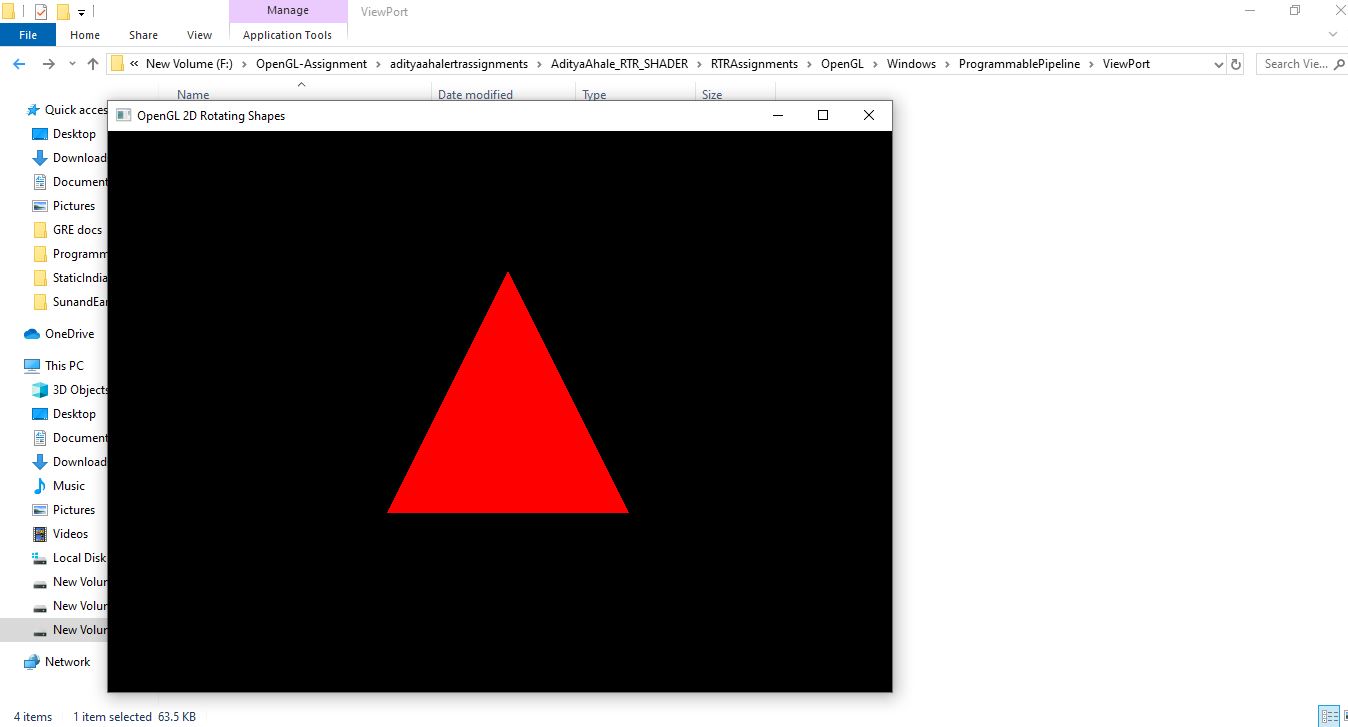 Manage
ViewPort
File
Home
Share
View
Application Tools
« New Volume (F:) > OpenGL-Assignment > adityaahalertrassignments > AdityaAhale_RTR_SHADER > RTRAssignments > OpenGL > Windows > ProgrammablePipeline > ViewPort
Search Vie...
Name
Date modified
Type
Size
OpenGL 2D Rotating Shapes
Quick acces
Desktop
Download
Document
Pictures
GRE docs
Programm
StaticIndia
SunandEar
OneDrive
This PC
3D Objects
Desktop
Document
Download
Music
Pictures
Videos
Local Disk
New Volur
New Volur
New Volur
Network
4 items
1 item selected 63.5 KB